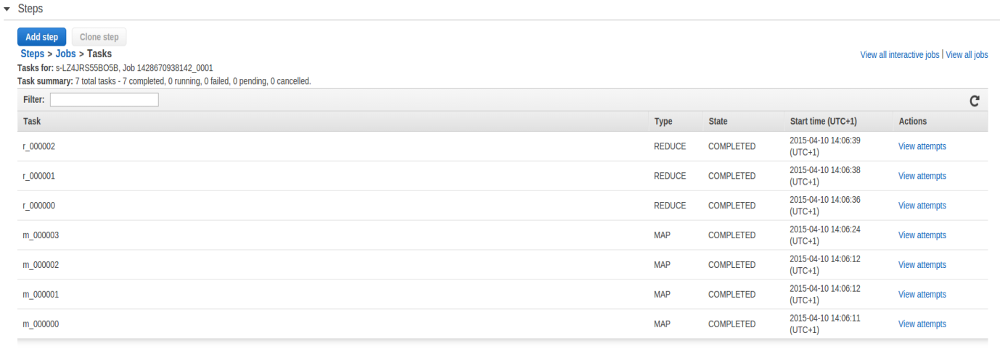 Steps
Add step Clone step
Steps > Jobs > Tasks View all interactive jobs | View all jobs
Tasks for: s-LZ4JRS55BO5B, Job 1428670938142_0001
Task summary: 7 total tasks - 7 completed, 0 running, 0 failed, 0 pending, 0 cancelled.
Filter:
Task Type State Start time (UTC+1) Actions
r_000002 REDUCE COMPLETED 2015-04-10 14:06:39 (UTC+1) View attempts
r_000001 REDUCE COMPLETED 2015-04-10 14:06:38 (UTC+1) View attempts
r_000000 REDUCE COMPLETED 2015-04-10 14:06:36 (UTC+1) View attempts
m_000003 MAP COMPLETED 2015-04-10 14:06:24 (UTC+1) View attempts
m_000002 MAP COMPLETED 2015-04-10 14:06:12 (UTC+1) View attempts
m_000001 MAP COMPLETED 2015-04-10 14:06:12 (UTC+1) View attempts
m_000000 MAP COMPLETED 2015-04-10 14:06:11 (UTC+1) View attempts